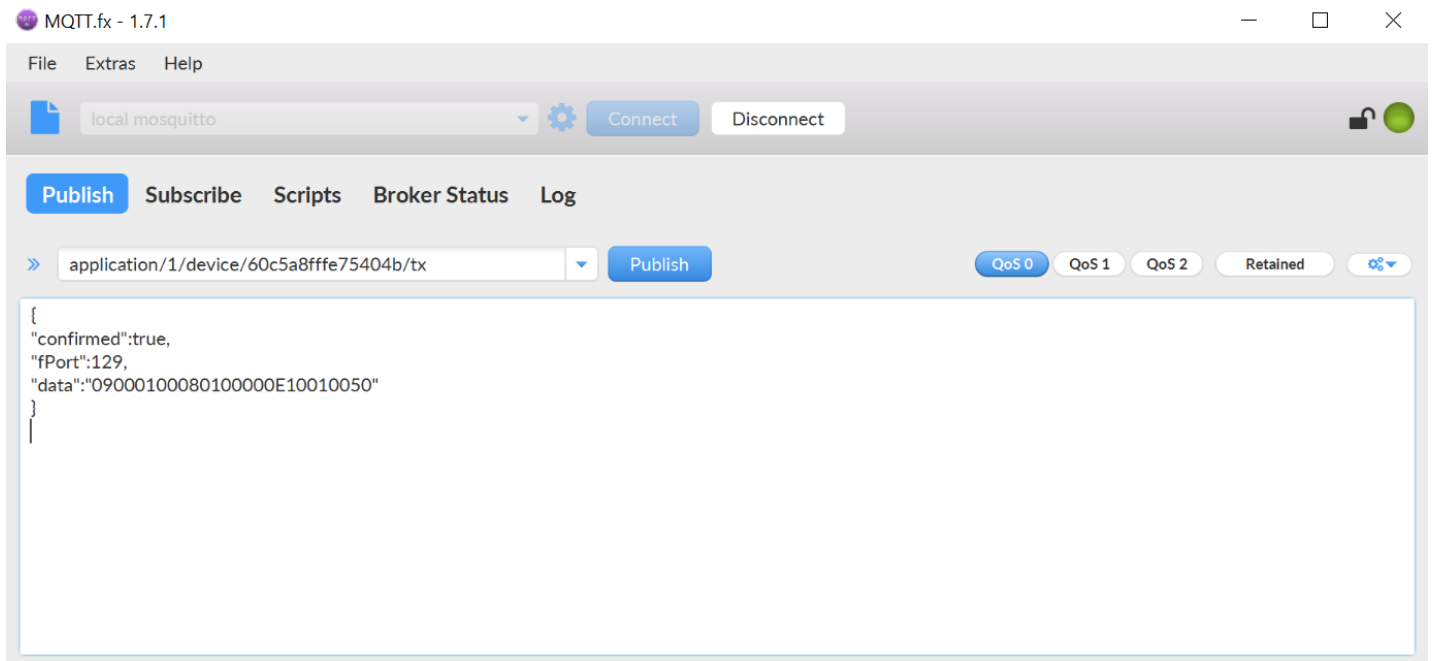 MQTT.fx - 1.7.1
File Extras Help
local mosquitto Connect Disconnect
Publish Subscribe Scripts Broker Status Log
application/1/device/60c5a8fffe75404b/tx Publish QoS 0 QoS 1 QoS 2 Retained
{
"confirmed":true,
"fPort":129,
"data":"09000100080100000E10010050"
}